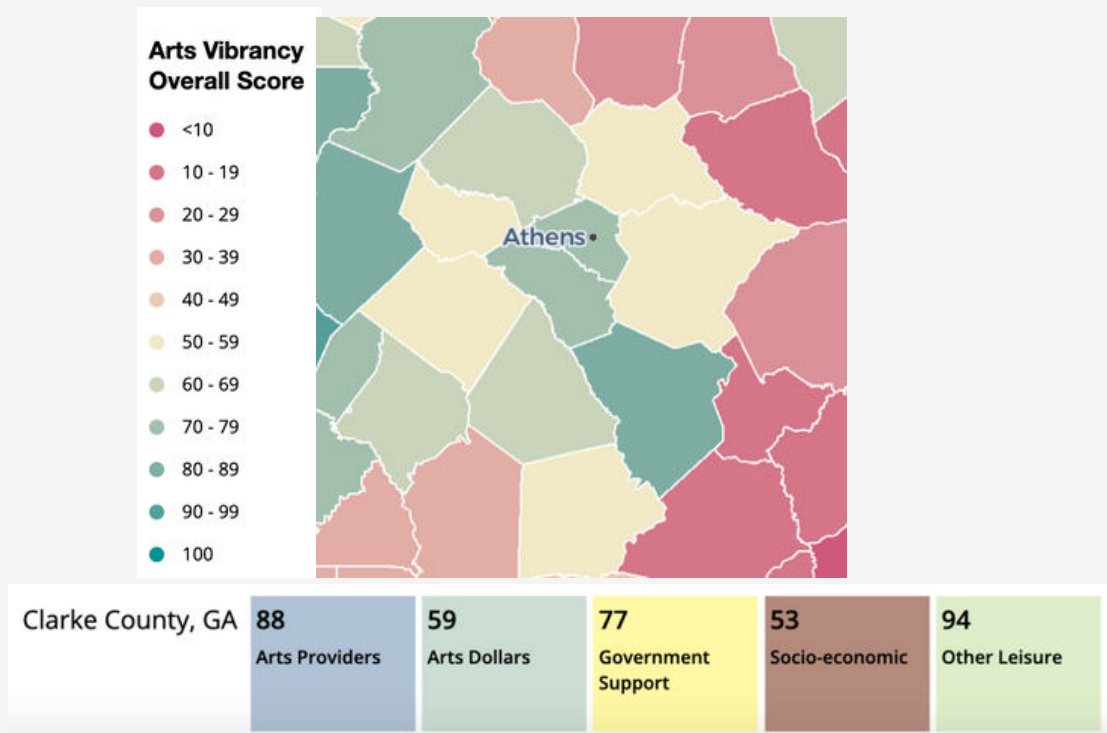 Arts Vibrancy
Overall Score
<10
10 - 19
20 - 29
30 - 39
40 - 49
50 - 59
60 - 69
70 - 79
80 - 89
90 - 99
100
Athens
Clarke County, GA
88
Arts Providers
59
Arts Dollars
77
Government
Support
53
Socio-economic
94
Other Leisure